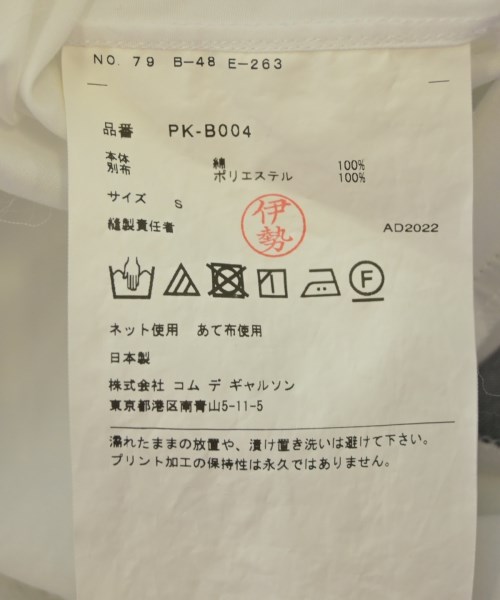 NO. 79 B-48 E-263
品番 PK-B004
本体 綿 100%
別布 ポリエステル 100%
サイズ S
伊勢
縫製責任者 AD2022
F
ネット使用 あて布使用
日本製
株式会社 コム デ ギャルソン
東京都港区南青山5-11-5
濡れたままの放置や、漬け置き洗いは避けて下さい。
プリント加工の保持性は永久ではありません。